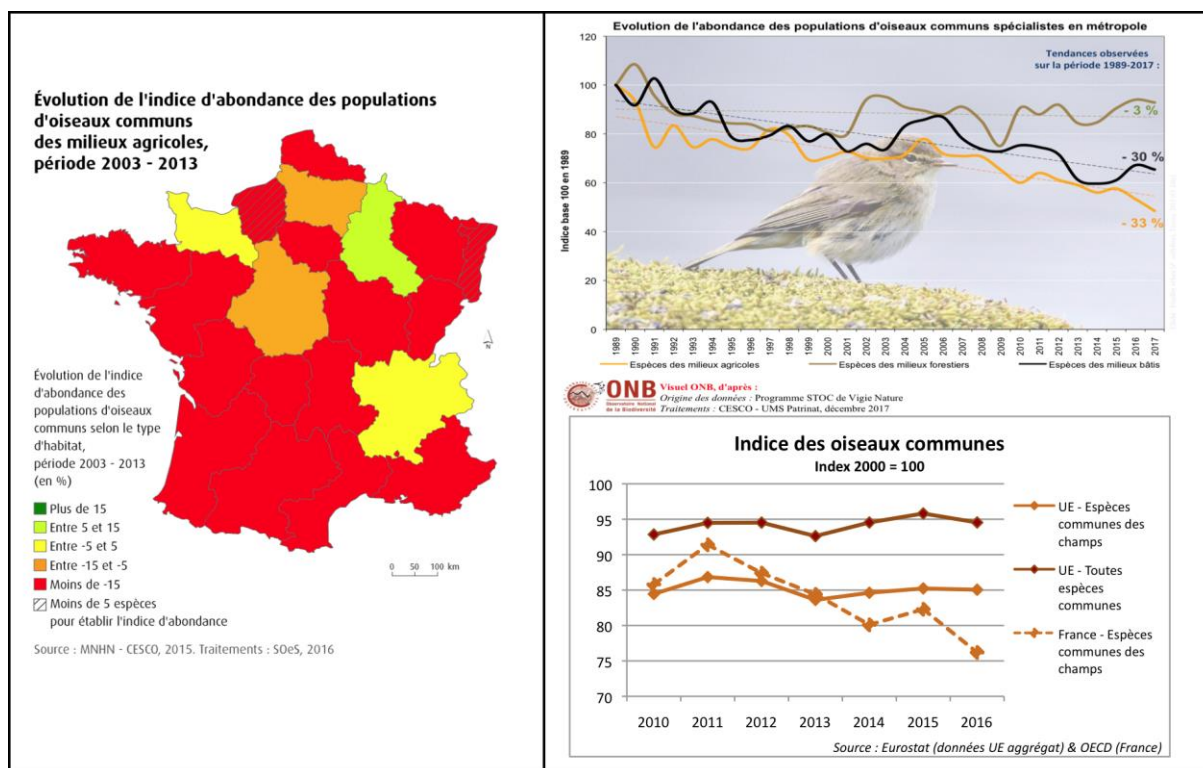 Évolution de l'indice d'abondance des populations
d'oiseaux communs
des milieux agricoles,
période 2003 - 2013
N
Évolution de l'indice
d'abondance des
populations d'oiseaux
communs selon le type
d'habitat,
période 2003 - 2013
(en %)
Plus de 15
Entre 5 et 15
Entre -5 et 5
Entre -15 et -5
Moins de -15
Moins de 5 espèces
pour établir l'indice d'abondance
0 50 100 km
Source : MNHN - CESCO, 2015. Traitements : SOeS, 2016
Evolution de l'abondance des populations d'oiseaux communs spécialistes en métropole
Tendances observées
sur la période 1989-2017 :
Indice base 100 en 1989
120
100
80
60
40
20
0
- 3 %
- 30 %
- 33 %
1989 1990 1991 1992 1993 1994 1995 1996 1997 1998 1999 2000 2001 2002 2003 2004 2005 2006 2007 2008 2009 2010 2011 2012 2013 2014 2015 2016 2017
Espèces des milieux agricoles Espèces des milieux forestiers Espèces des milieux bâtis
ONB
Observatoire National
de la Biodiversité
Visuel ONB, d'après :
Origine des données : Programme STOC de Vigie Nature
Traitements : CESCO - UMS Patrinat, décembre 2017
Indice des oiseaux communes
Index 2000 = 100
100
95
90
85
80
75
70
2010 2011 2012 2013 2014 2015 2016
UE - Espèces
communes des
champs
UE - Toutes
espèces
communes
France - Espèces
communes des
champs
Source : Eurostat (données UE aggrégat) & OECD (France)